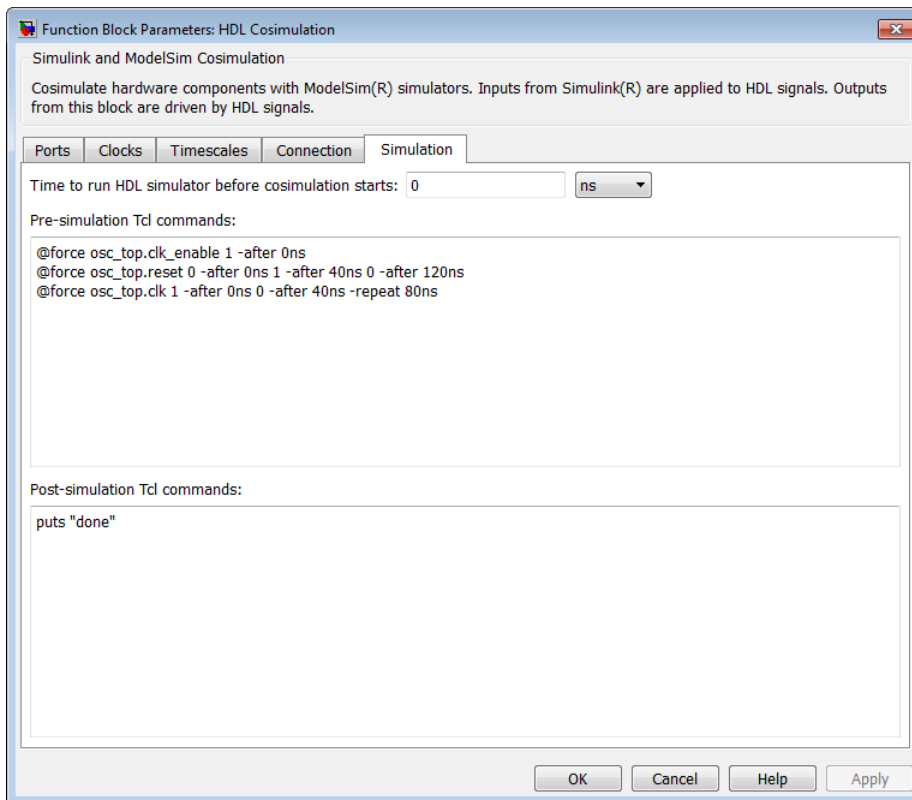 Function Block Parameters: HDL Cosimulation
Simulink and ModelSim Cosimulation
Cosimulate hardware components with ModelSim(R) simulators. Inputs from Simulink(R) are applied to HDL signals. Outputs
from this block are driven by HDL signals.
Ports Clocks Timescales Connection Simulation
Time to run HDL simulator before cosimulation starts: 0 ns
Pre-simulation Tcl commands:
@force osc_top.clk_enable 1 -after 0ns
@force osc_top.reset 0 -after 0ns 1 -after 40ns 0 -after 120ns
@force osc_top.clk 1 -after 0ns 0 -after 40ns -repeat 80ns
Post-simulation Tcl commands:
puts "done"
OK Cancel Help Apply